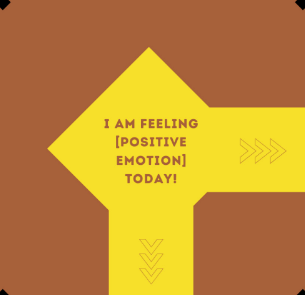 I AM FEELING
[POSITIVE
EMOTION]
TODAY!